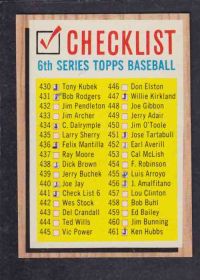 CHECKLIST
6th SERIES TOPPS BASEBALL
430 Tony Kubek
431 Bob Rodgers
432 Jim Pendleton
433 Jim Archer
434 C. Dalrymple
435 Larry Sherry
436 Felix Mantilla
437 Ray Moore
438 Dick Brown
439 Jerry Buchek
440 Joe Jay
441 Check List 6
442 Wes Stock
443 Del Crandall
444 Ted Wills
445 Vic Power
446 Don Elston
447 Willie Kirkland
448 Joe Gibbon
449 Jerry Adair
450 Jim O'Toole
451 Jose Tartabull
452 Earl Averill
453 Cal McLish
454 F. Robinson
455 Luis Arroyo
456 J. Amalfitano
457 Lou Clinton
458 Bob Buhl
459 Ed Bailey
460 Jim Bunning
461 Ken Hubbs